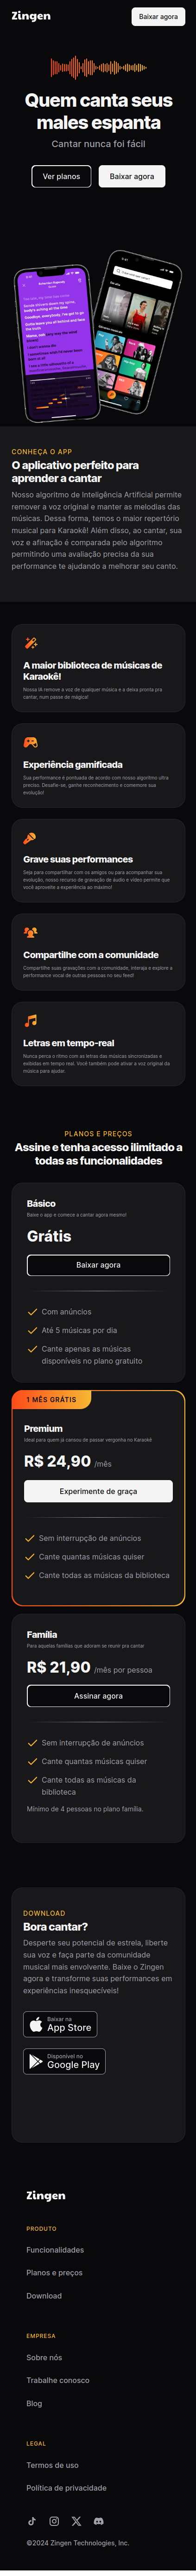 Zingen
Baixar agora
Quem canta seus
males espanta
Cantar nunca foi fácil
Ver planos
Baixar agora
CONHEÇA O APP
O aplicativo perfeito para
aprender a cantar
Nosso algoritmo de Inteligência Artificial permite
remover a voz original e manter as melodias das
músicas. Dessa forma, temos o maior repertório
musical para Karaokê! Além disso, ao cantar, sua
voz e afinação é comparada pelo algoritmo
permitindo uma avaliação precisa da sua
performance te ajudando a melhorar seu canto.
A maior biblioteca de músicas de
Karaokê!
Nossa IA remove a voz de qualquer música e a deixa pronta pra
cantar, num passe de mágica!
Experiência gamificada
Sua performance é pontuada de acordo com nosso algoritmo ultra
preciso. Desafie-se, ganhe reconhecimento e comemore sua
evolução!
Grave suas performances
Seja para compartilhar com os amigos ou para acompanhar sua
evolução, nosso recurso de gravação de áudio e vídeo permite que
você aproveite a experiência ao máximo!
Compartilhe com a comunidade
Compartilhe suas gravações com a comunidade, interaja e explore a
performance vocal de outras pessoas no seu feed!
Letras em tempo-real
Nunca perca o ritmo com as letras das músicas sincronizadas e
exibidas em tempo real. Você também pode ativar a voz original da
música para ajudar.
PLANOS E PREÇOS
Assine e tenha acesso ilimitado a
todas as funcionalidades
Básico
Baixe o app e comece a cantar agora mesmo!
Grátis
Baixar agora
Com anúncios
Até 5 músicas por dia
Cante apenas as músicas
disponíveis no plano gratuito
1 MÊS GRÁTIS
Premium
Ideal para quem já cansou de passar vergonha no Karaokê
R$ 24,90 /mês
Experimente de graça
Sem interrupção de anúncios
Cante quantas músicas quiser
Cante todas as músicas da biblioteca
Família
Para aquelas famílias que adoram se reunir pra cantar
R$ 21,90 /mês por pessoa
Assinar agora
Sem interrupção de anúncios
Cante quantas músicas quiser
Cante todas as músicas da
biblioteca
Mínimo de 4 pessoas no plano família.
DOWNLOAD
Bora cantar?
Desperte seu potencial de estrela, liberte
sua voz e faça parte da comunidade
musical mais envolvente. Baixe o Zingen
agora e transforme suas performances em
experiências inesquecíveis!
Baixar na
App Store
Disponível no
Google Play
Zingen
PRODUTO
Funcionalidades
Planos e preços
Download
EMPRESA
Sobre nós
Trabalhe conosco
Blog
LEGAL
Termos de uso
Política de privacidade
©2024 Zingen Technologies, Inc.